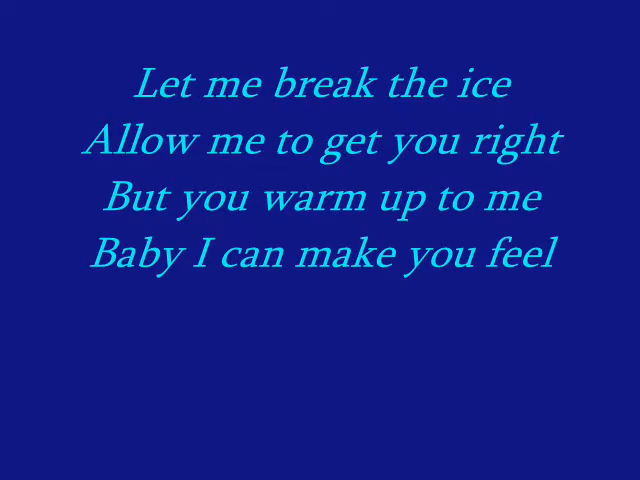 Let me break the ice
Allow me to get you right
But you warm up to me
Baby I can make you feel